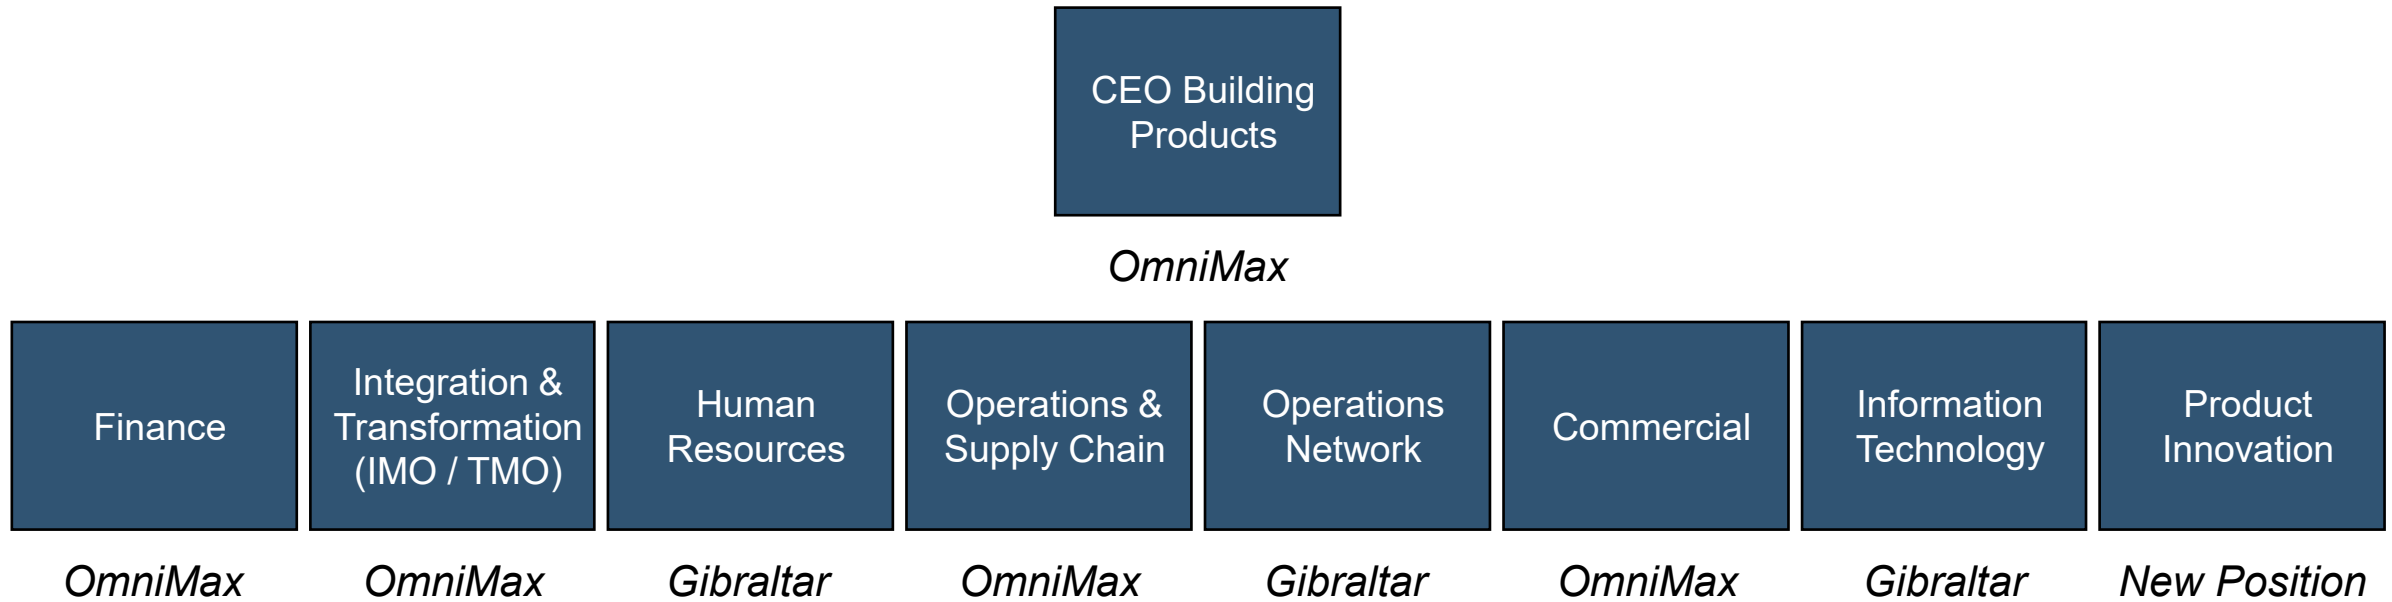 CEO Building
Products
OmniMax
Finance
Integration &
Transformation
(IMO / TMO)
Human
Resources
Operations &
Supply Chain
Operations
Network
Commercial
Information
Technology
Product
Innovation
OmniMax
OmniMax
Gibraltar
OmniMax
Gibraltar
OmniMax
Gibraltar
New Position